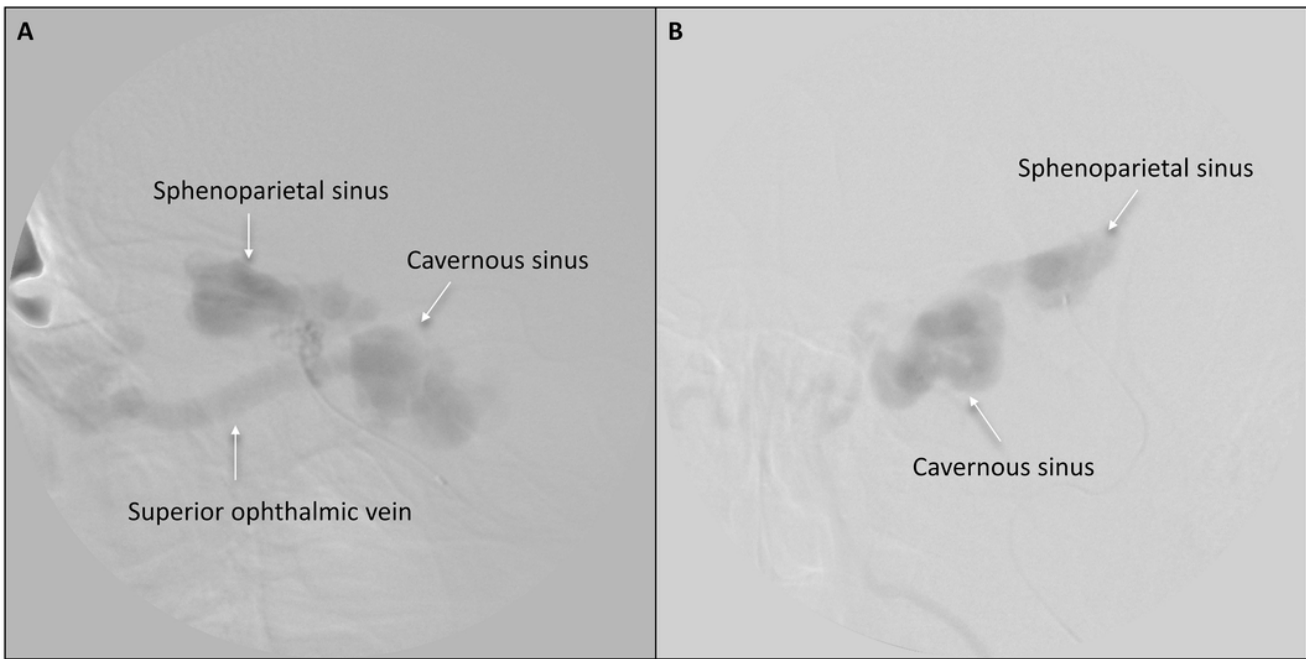 A
B
Sphenoparietal sinus
Sphenoparietal sinus
Cavernous sinus
Cavernous sinus
Superior ophthalmic vein